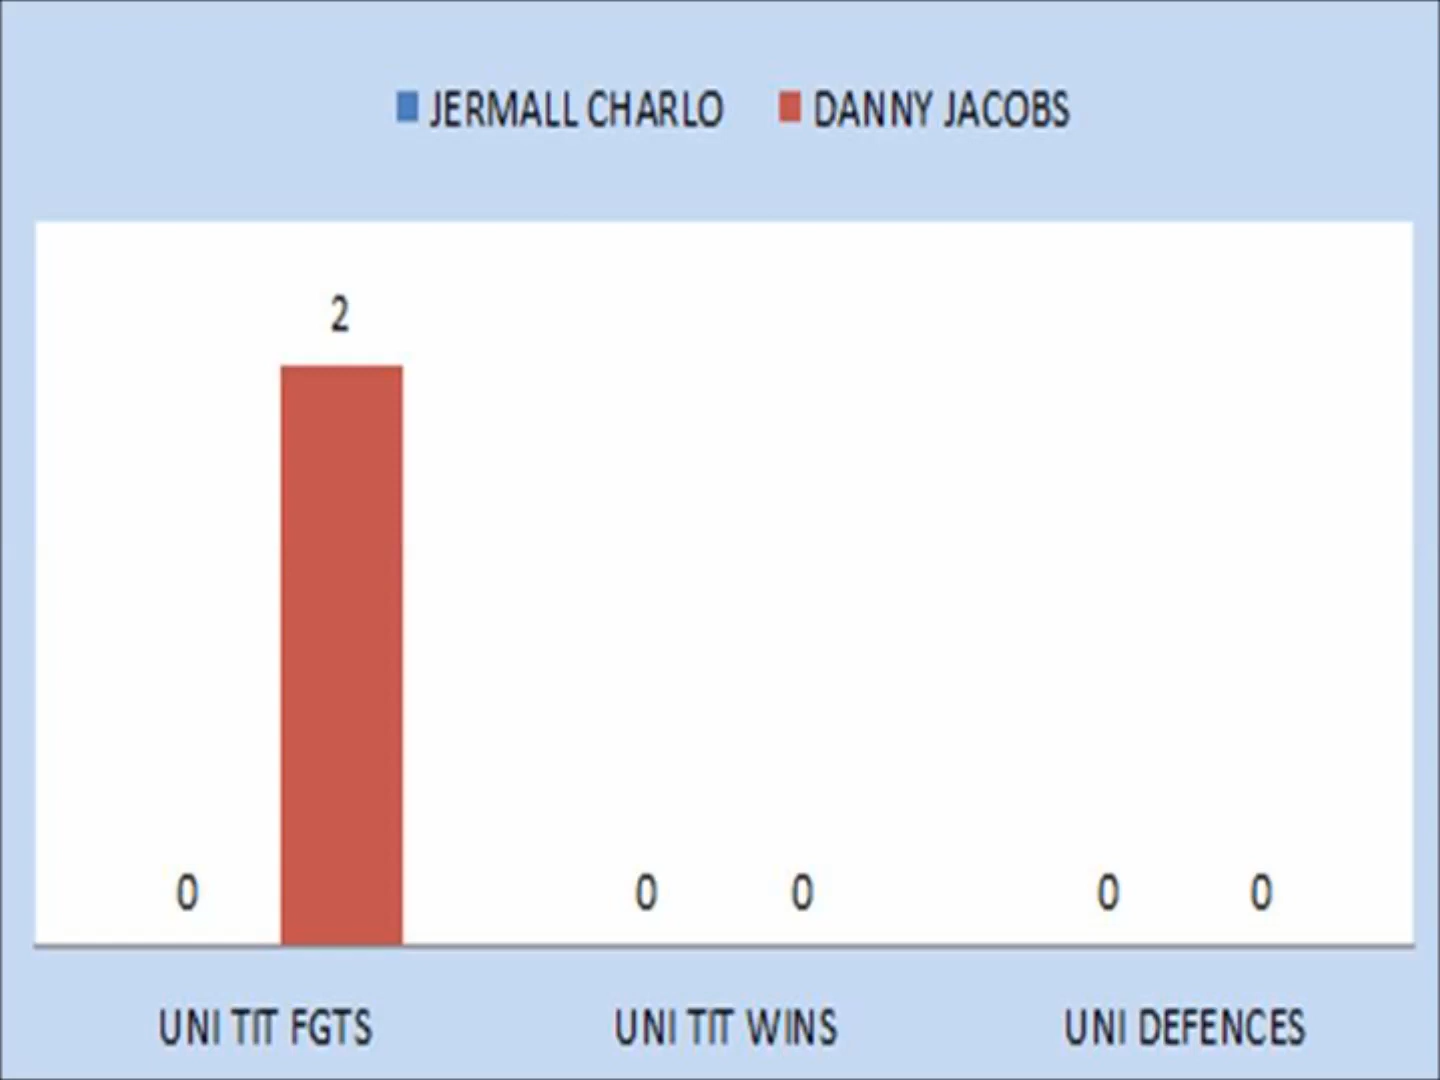 JERMALL CHARLO DANNY JACOBS
2
0 0 0 0 0
UNI TIT FGTS UNI TIT WINS UNI DEFENCES